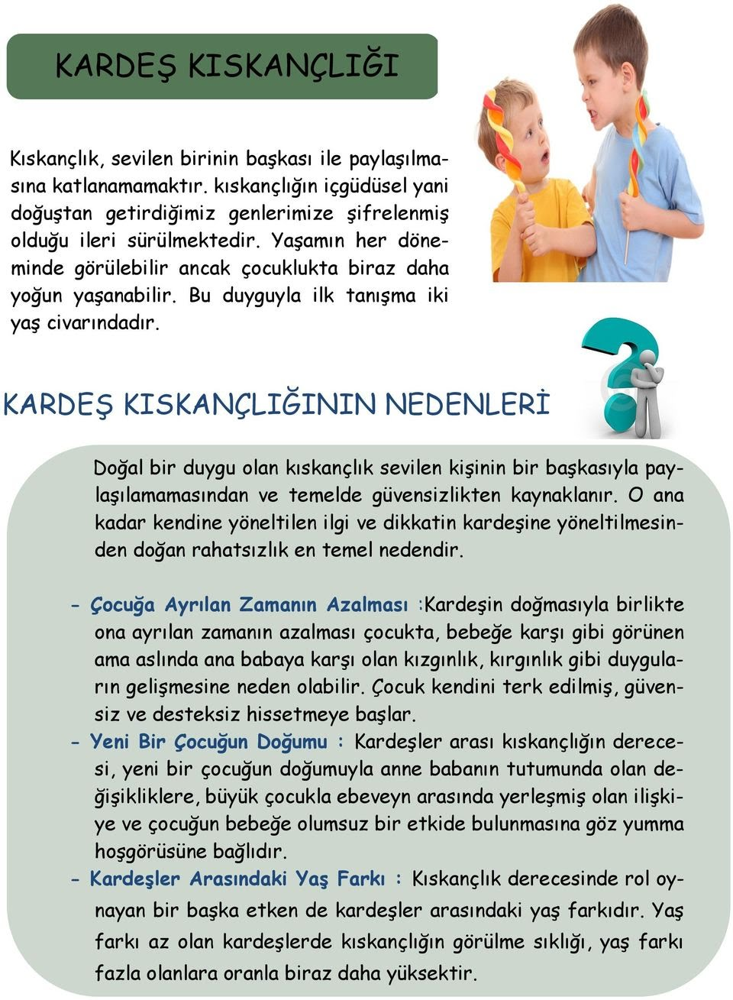 KARDEŞ KISKANÇLIĞI
Kıskançlık, sevilen birinin başkası ile paylaşılma-
sına katlanamamaktır. kıskançlığın içgüdüsel yani
doğuştan getirdiğimiz genlerimize şifrelenmiş
olduğu ileri sürülmektedir. Yaşamın her döne-
minde görülebilir ancak çocuklukta biraz daha
yoğun yaşanabilir. Bu duyguyla ilk tanışma iki
yaş civarındadır.
KARDEŞ KISKANÇLIĞININ NEDENLERİ
Doğal bir duygu olan kıskançlık sevilen kişinin bir başkasıyla pay-
laşılamamasından ve temelde güvensizlikten kaynaklanır. O ana
kadar kendine yöneltilen ilgi ve dikkatin kardeşine yöneltilmesin-
den doğan rahatsızlık en temel nedendir.
- Çocuğa Ayrılan Zamanın Azalması :Kardeşin doğmasıyla birlikte
ona ayrılan zamanın azalması çocukta, bebeğe karşı gibi görünen
ama aslında ana babaya karşı olan kızgınlık, kırgınlık gibi duygula-
rın gelişmesine neden olabilir. Çocuk kendini terk edilmiş, güven-
siz ve desteksiz hissetmeye başlar.
- Yeni Bir Çocuğun Doğumu : Kardeşler arası kıskançlığın derece-
si, yeni bir çocuğun doğumuyla anne babanın tutumunda olan de-
ğişikliklere, büyük çocukla ebeveyn arasında yerleşmiş olan ilişki-
ye ve çocuğun bebeğe olumsuz bir etkide bulunmasına göz yumma
hoşgörüsüne bağlıdır.
- Kardeşler Arasındaki Yaş Farkı : Kıskançlık derecesinde rol oy-
nayan bir başka etken de kardeşler arasındaki yaş farkıdır. Yaş
farkı az olan kardeşlerde kıskançlığın görülme sıklığı, yaş farkı
fazla olanlara oranla biraz daha yüksektir.